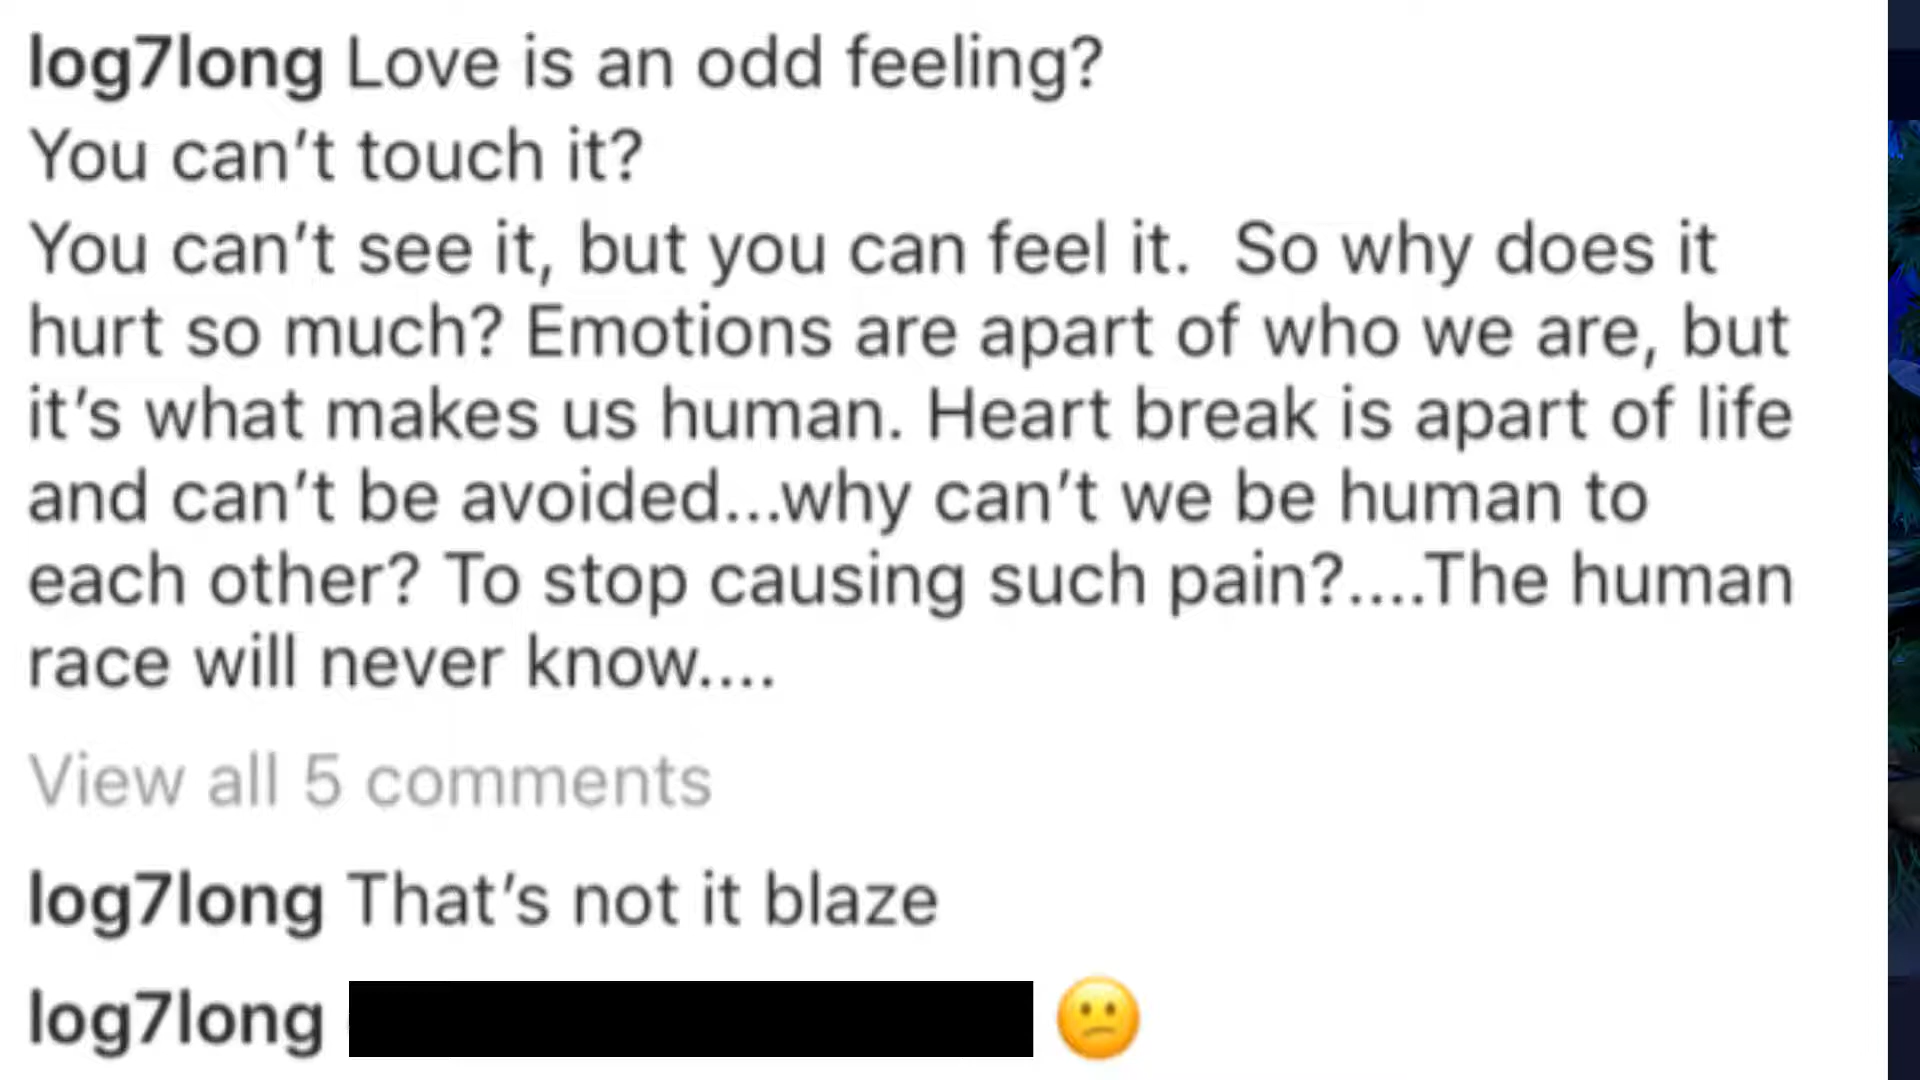 log7long Love is an odd feeling?
You can't touch it?
You can't see it, but you can feel it.  So why does it
hurt so much? Emotions are apart of who we are, but
it's what makes us human. Heart break is apart of life
and can't be avoided...why can't we be human to
each other? To stop causing such pain?....The human
race will never know....
View all 5 comments
log7long That's not it blaze
log7long 😕